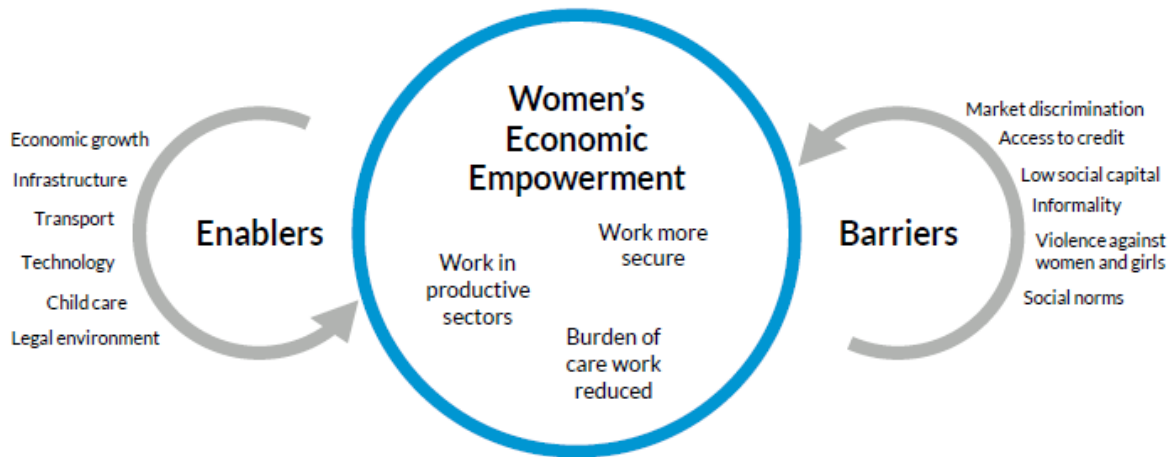 Economic growth
Infrastructure
Transport
Technology
Child care
Legal environment
Enablers
Women's
Economic
Empowerment
Work more
secure
Work in
productive
sectors
Burden of
care work
reduced
Barriers
Market discrimination
Access to credit
Low social capital
Informality
Violence against
women and girls
Social norms